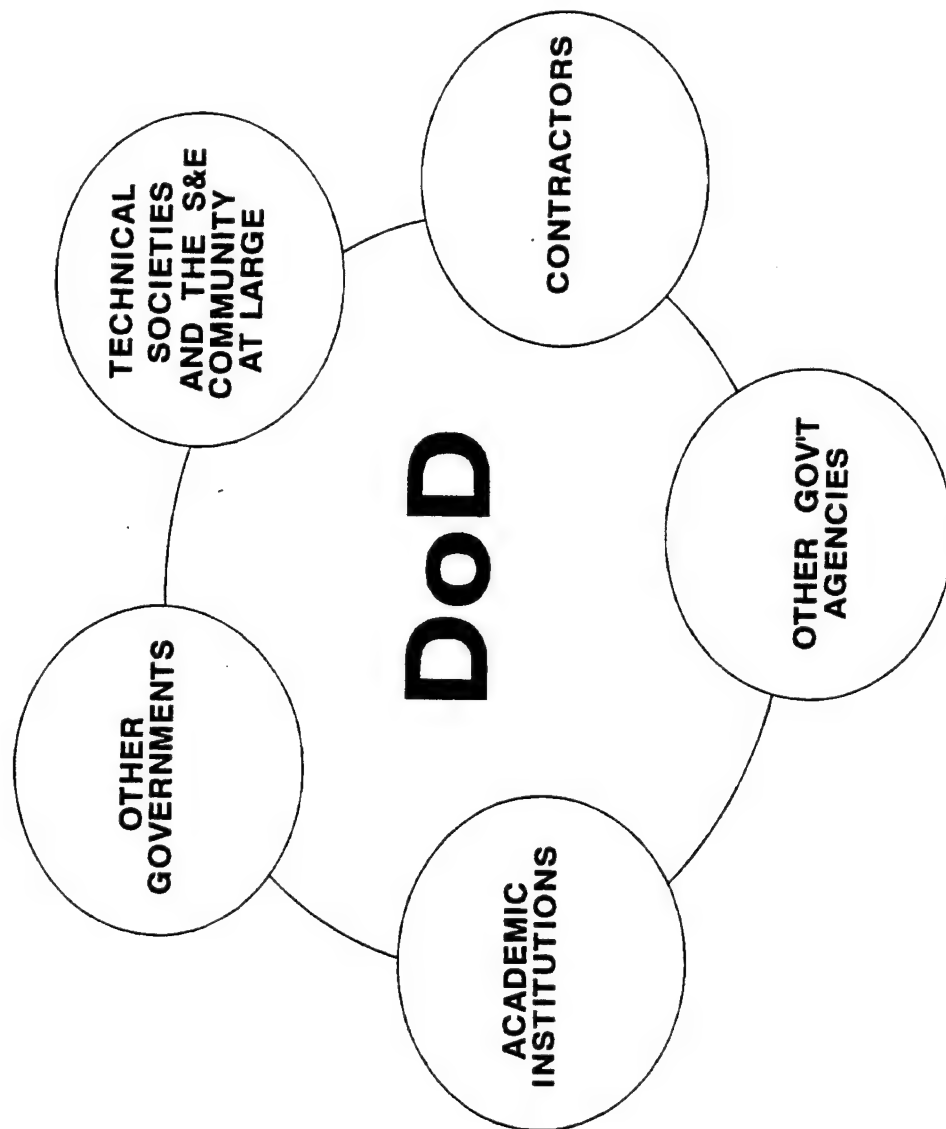 OTHER
GOVERNMENTS
TECHNICAL
SOCIETIES
AND THE S&E
COMMUNITY
AT LARGE
DoD
ACADEMIC
INSTITUTIONS
CONTRACTORS
OTHER GOV'T
AGENCIES